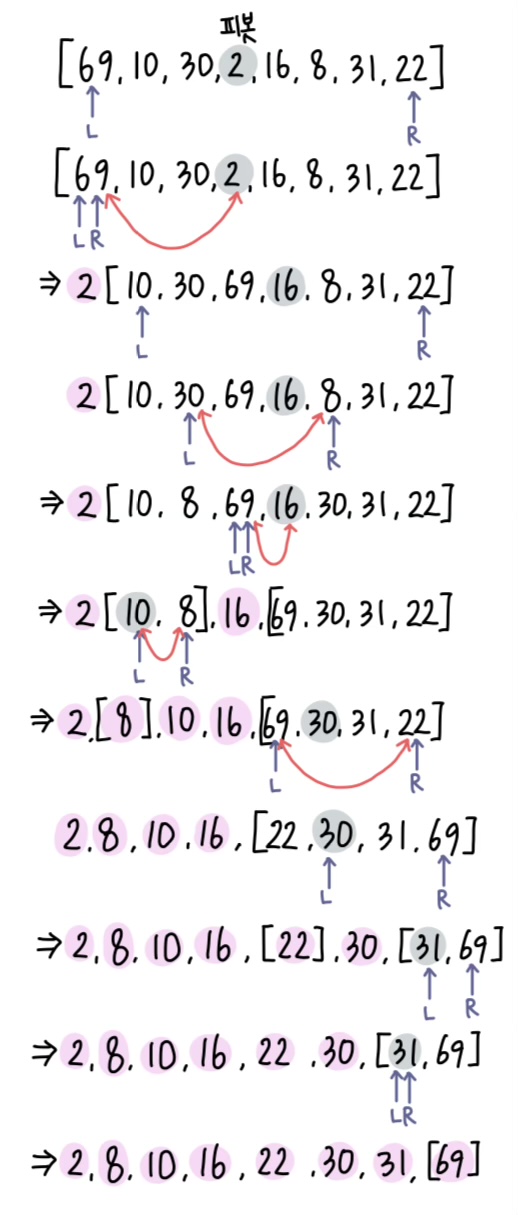 피봇
[69, 10, 30, 2, 16, 8, 31, 22]
L R
[69, 10, 30, 2, 16, 8, 31, 22]
L R
⇒ 2 [10, 30, 69, 16, 8, 31, 22]
L R
2 [10, 30, 69, 16, 8, 31, 22]
L R
⇒ 2 [10, 8, 69, 16, 30, 31, 22]
LR
⇒ 2 [10, 8], 16, [69, 30, 31, 22]
L R
⇒ 2, [8], 10, 16, [69, 30, 31, 22]
L R
2, 8, 10, 16, [22, 30, 31, 69]
L R
⇒ 2, 8, 10, 16, [22], 30, [31, 69]
L R
⇒ 2, 8, 10, 16, 22, 30, [31, 69]
LR
⇒ 2, 8, 10, 16, 22, 30, 31, [69]